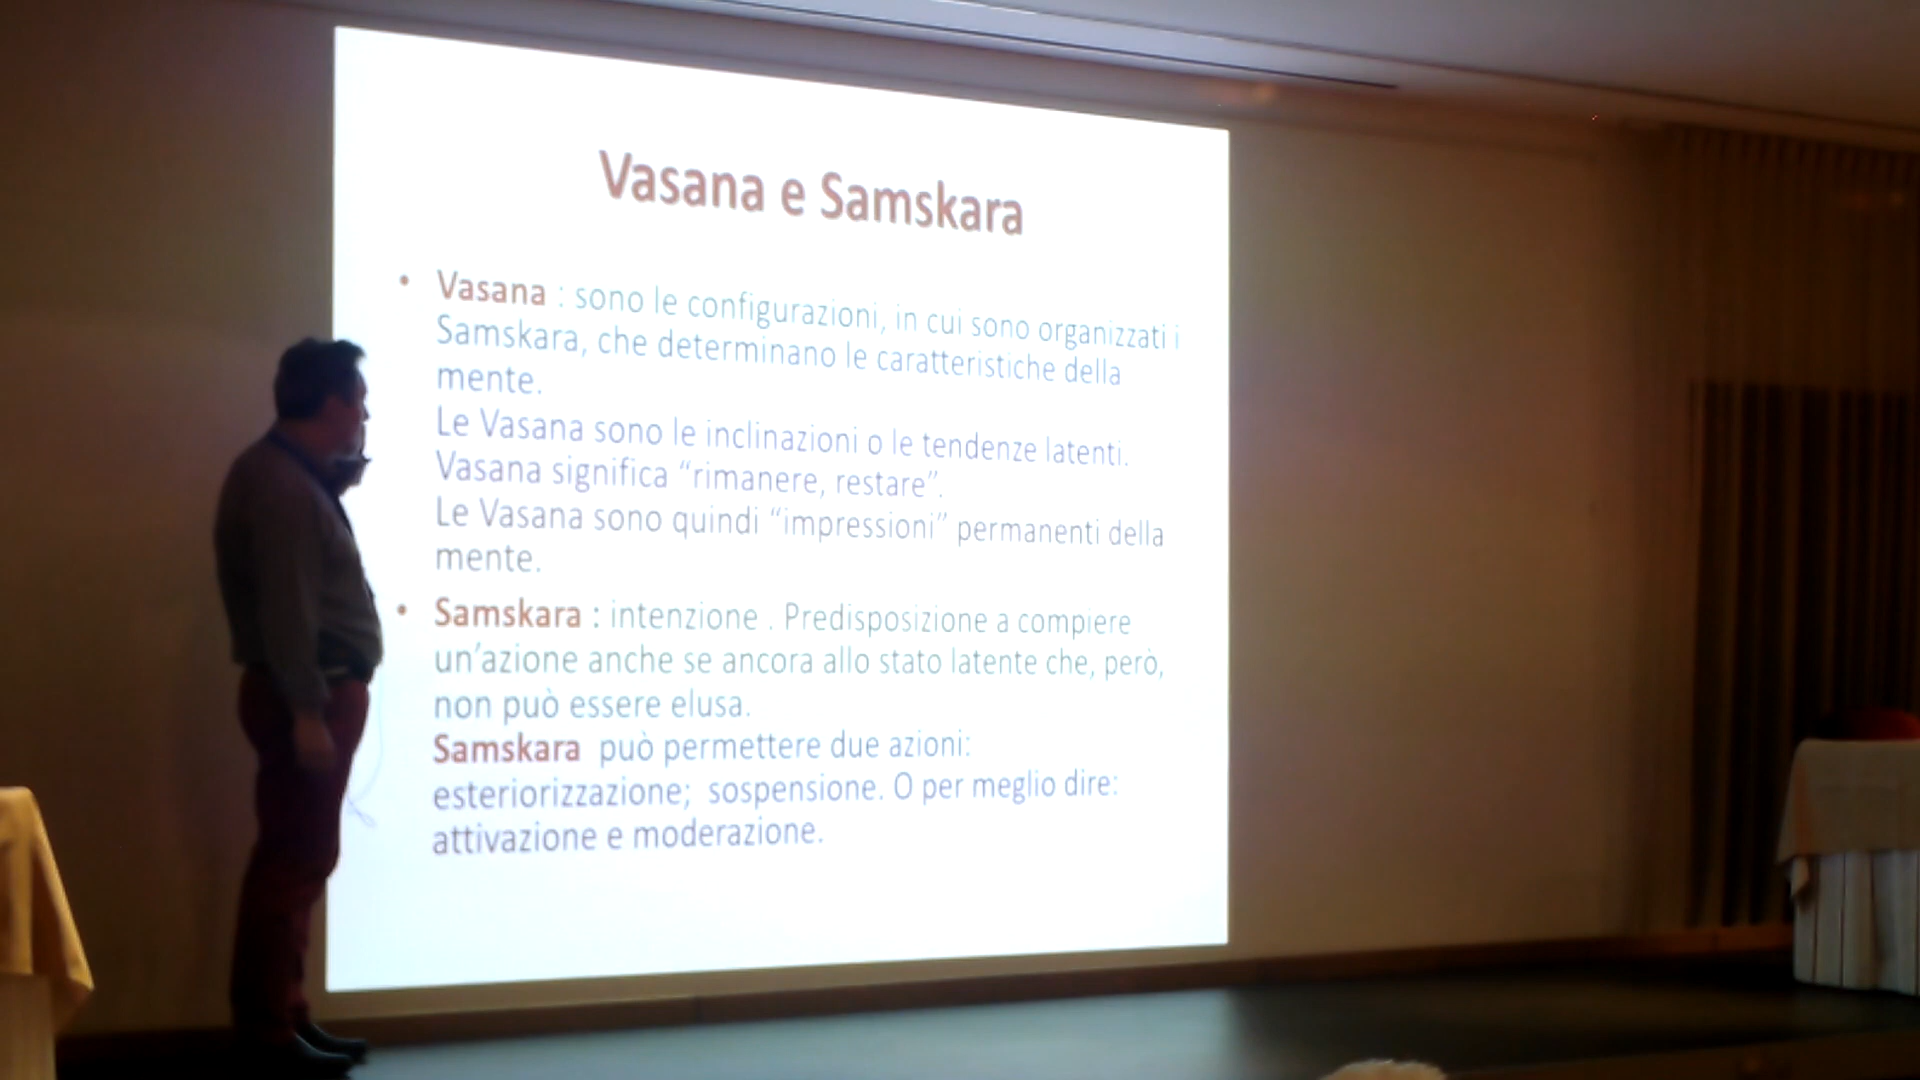 Vasana e Samskara
• Vasana : sono le configurazioni, in cui sono organizzati i
Samskara, che determinano le caratteristiche della
mente.
Le Vasana sono le inclinazioni o le tendenze latenti.
Vasana significa “rimanere, restare”.
Le Vasana sono quindi “impressioni” permanenti della
mente.
• Samskara : intenzione . Predisposizione a compiere
un’azione anche se ancora allo stato latente che, però,
non può essere elusa.
Samskara può permettere due azioni:
esteriorizzazione; sospensione. O per meglio dire:
attivazione e moderazione.